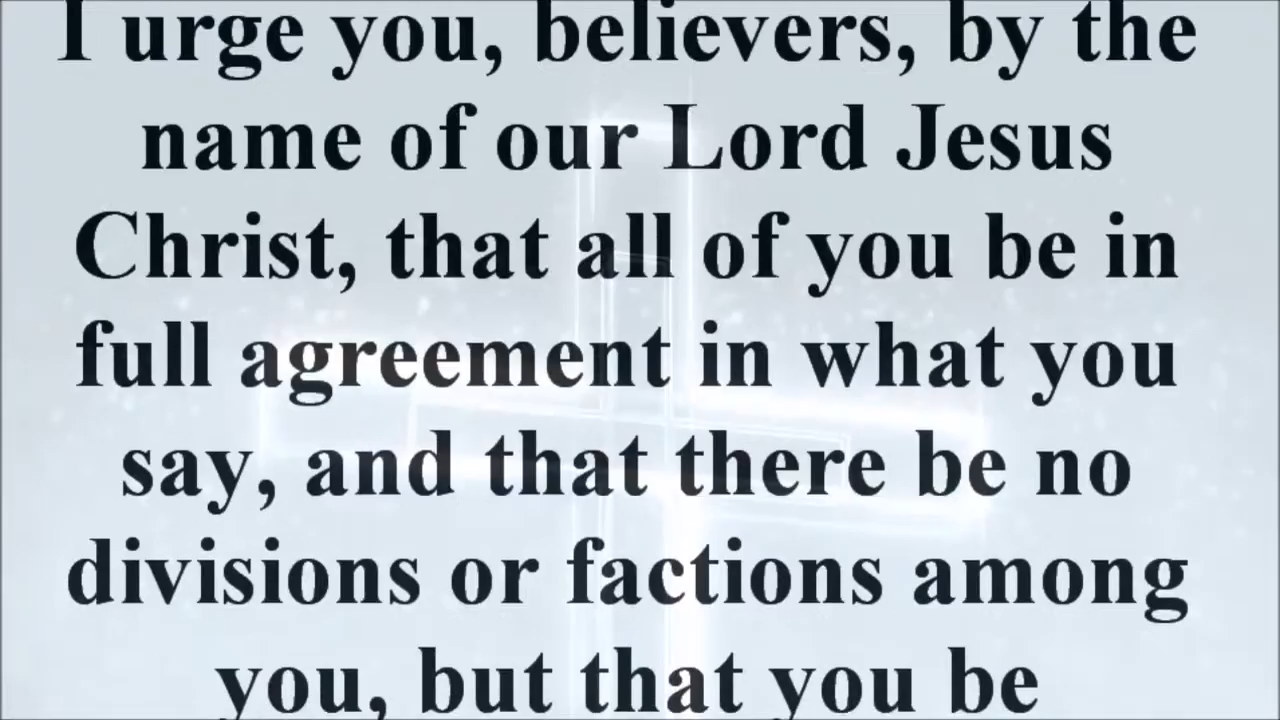 I urge you, believers, by the
name of our Lord Jesus
Christ, that all of you be in
full agreement in what you
say, and that there be no
divisions or factions among
you, but that you be